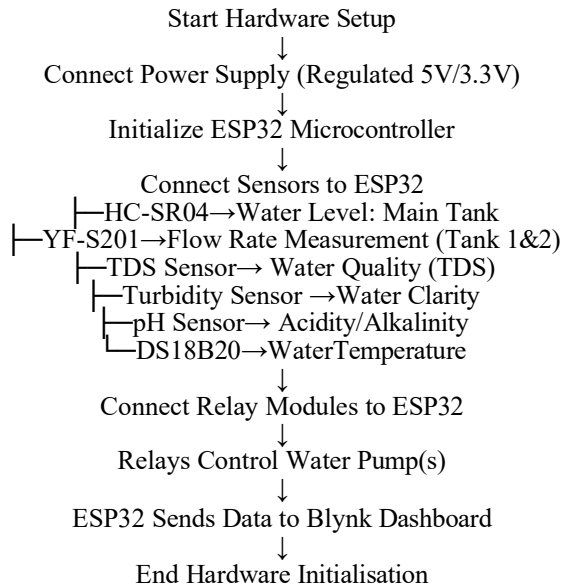 Start Hardware Setup
↓
Connect Power Supply (Regulated 5V/3.3V)
↓
Initialize ESP32 Microcontroller
↓
Connect Sensors to ESP32
├─HC-SR04→Water Level: Main Tank
├─YF-S201→Flow Rate Measurement (Tank 1&2)
├─TDS Sensor→ Water Quality (TDS)
├─Turbidity Sensor →Water Clarity
├─pH Sensor→ Acidity/Alkalinity
└─DS18B20→WaterTemperature
↓
Connect Relay Modules to ESP32
↓
Relays Control Water Pump(s)
↓
ESP32 Sends Data to Blynk Dashboard
↓
End Hardware Initialisation